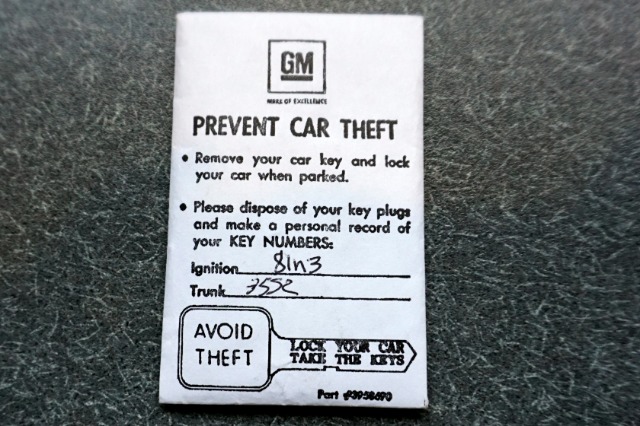 GM
MARK OF EXCELLENCE
PREVENT CAR THEFT
• Remove your car key and lock
your car when parked.
• Please dispose of your key plugs
and make a personal record of
your KEY NUMBERS:
Ignition 81n3
Trunk 7552
AVOID
THEFT
LOCK YOUR CAR
TAKE THE KEYS
Part #3958690